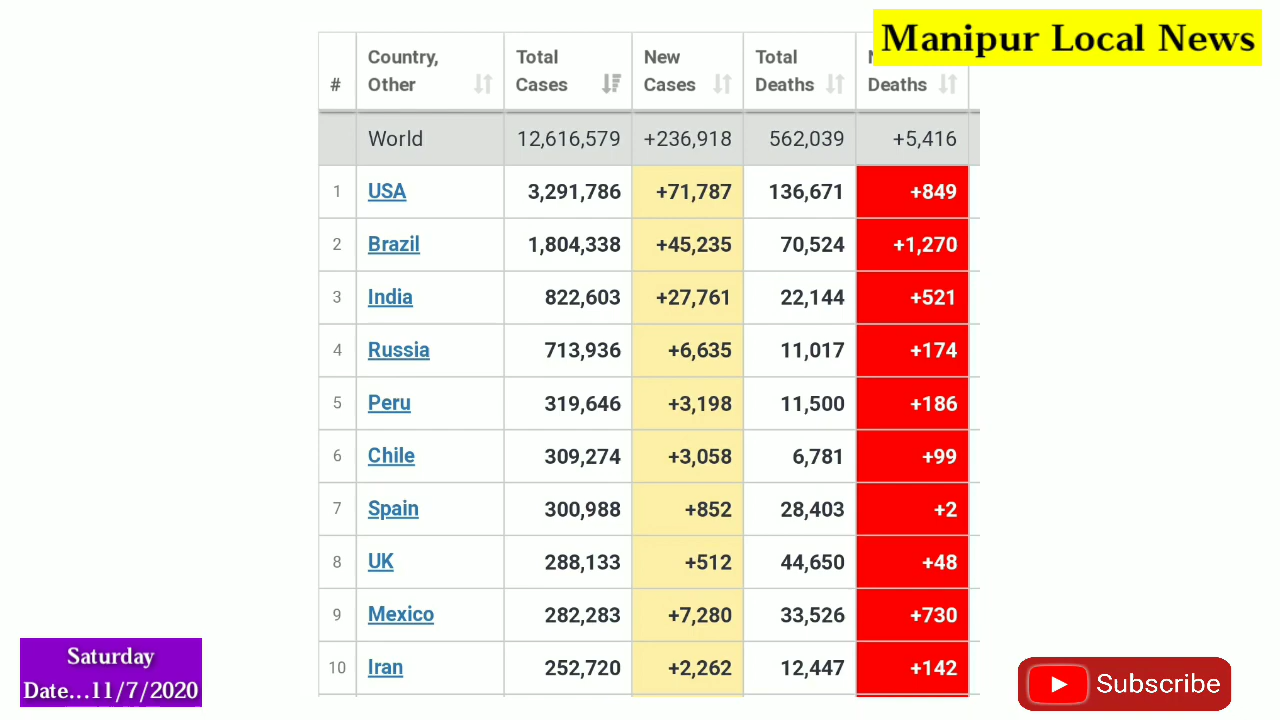 Manipur Local News
# Country, Other Total Cases New Cases Total Deaths Deaths
World 12,616,579 +236,918 562,039 +5,416
1 USA 3,291,786 +71,787 136,671 +849
2 Brazil 1,804,338 +45,235 70,524 +1,270
3 India 822,603 +27,761 22,144 +521
4 Russia 713,936 +6,635 11,017 +174
5 Peru 319,646 +3,198 11,500 +186
6 Chile 309,274 +3,058 6,781 +99
7 Spain 300,988 +852 28,403 +2
8 UK 288,133 +512 44,650 +48
9 Mexico 282,283 +7,280 33,526 +730
10 Iran 252,720 +2,262 12,447 +142
Saturday
Date...11/7/2020
Subscribe